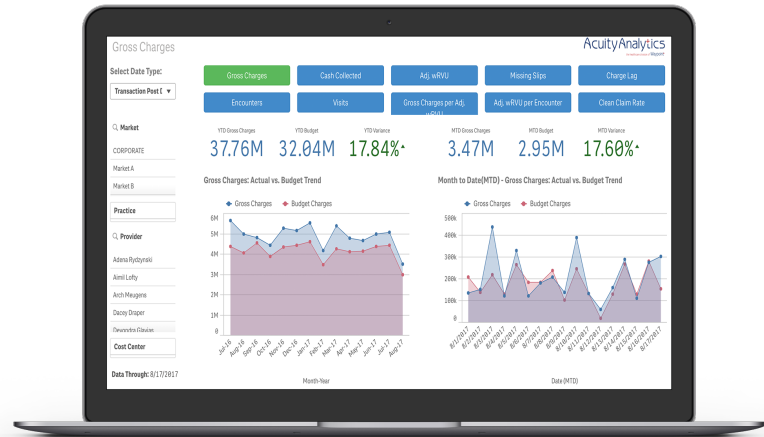 Gross Charges
Acuity Analytics
Select Date Type:
Transaction Post [
Gross Charges
Cash Collected
Adj. wRVU
Missing Slips
Charge Lag
Encounters
Visits
Gross Charges per Adj. wRVU
Adj. wRVU per Encounter
Clean Claim Rate
Market
CORPORATE
Market A
Market B
Practice
Provider
Adena Rydzynski
Aimil Lofty
Arch Meugens
Dacey Draper
Cost Center
Data Through: 8/17/2017
YTD Gross Charges
YTD Budget
YTD Variance
37.76M
32.04M
17.84%
MTD Gross Charges
MTD Budget
MTD Variance
3.47M
2.95M
17.60%
Gross Charges: Actual vs. Budget Trend
Gross Charges
Budget Charges
6M
5M
4M
3M
2M
1M
0
Jul-16
Aug-16
Sep-16
Oct-16
Nov-16
Dec-16
Jan-17
Feb-17
Mar-17
Apr-17
May-17
Jun-17
Jul-17
Aug-17
Month-Year
Month to Date(MTD) - Gross Charges: Actual vs. Budget Trend
Gross Charges
Budget Charges
500k
400k
300k
200k
100k
0
8/1/2017
8/2/2017
8/3/2017
8/4/2017
8/5/2017
8/6/2017
8/7/2017
8/8/2017
8/9/2017
8/10/2017
8/11/2017
8/12/2017
8/13/2017
8/14/2017
8/15/2017
8/16/2017
8/17/2017
Date (MTD)